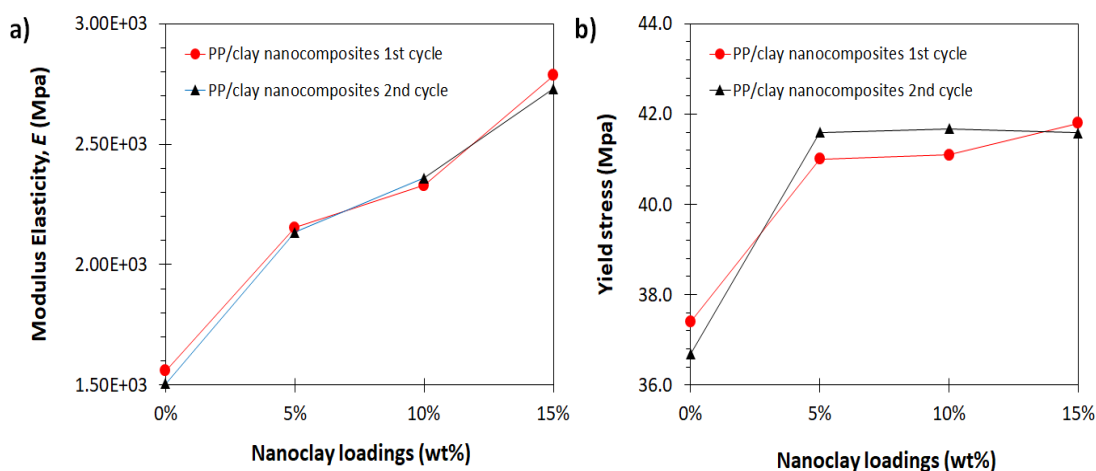 a)
3.00E+03
2.50E+03
2.00E+03
1.50E+03
Modulus Elasticity, E (Mpa)
PP/clay nanocomposites 1st cycle
PP/clay nanocomposites 2nd cycle
0% 5% 10% 15%
Nanoclay loadings (wt%)
b)
44.0
42.0
40.0
38.0
36.0
Yield stress (Mpa)
PP/clay nanocomposites 1st cycle
PP/clay nanocomposites 2nd cycle
0% 5% 10% 15%
Nanoclay loadings (wt%)